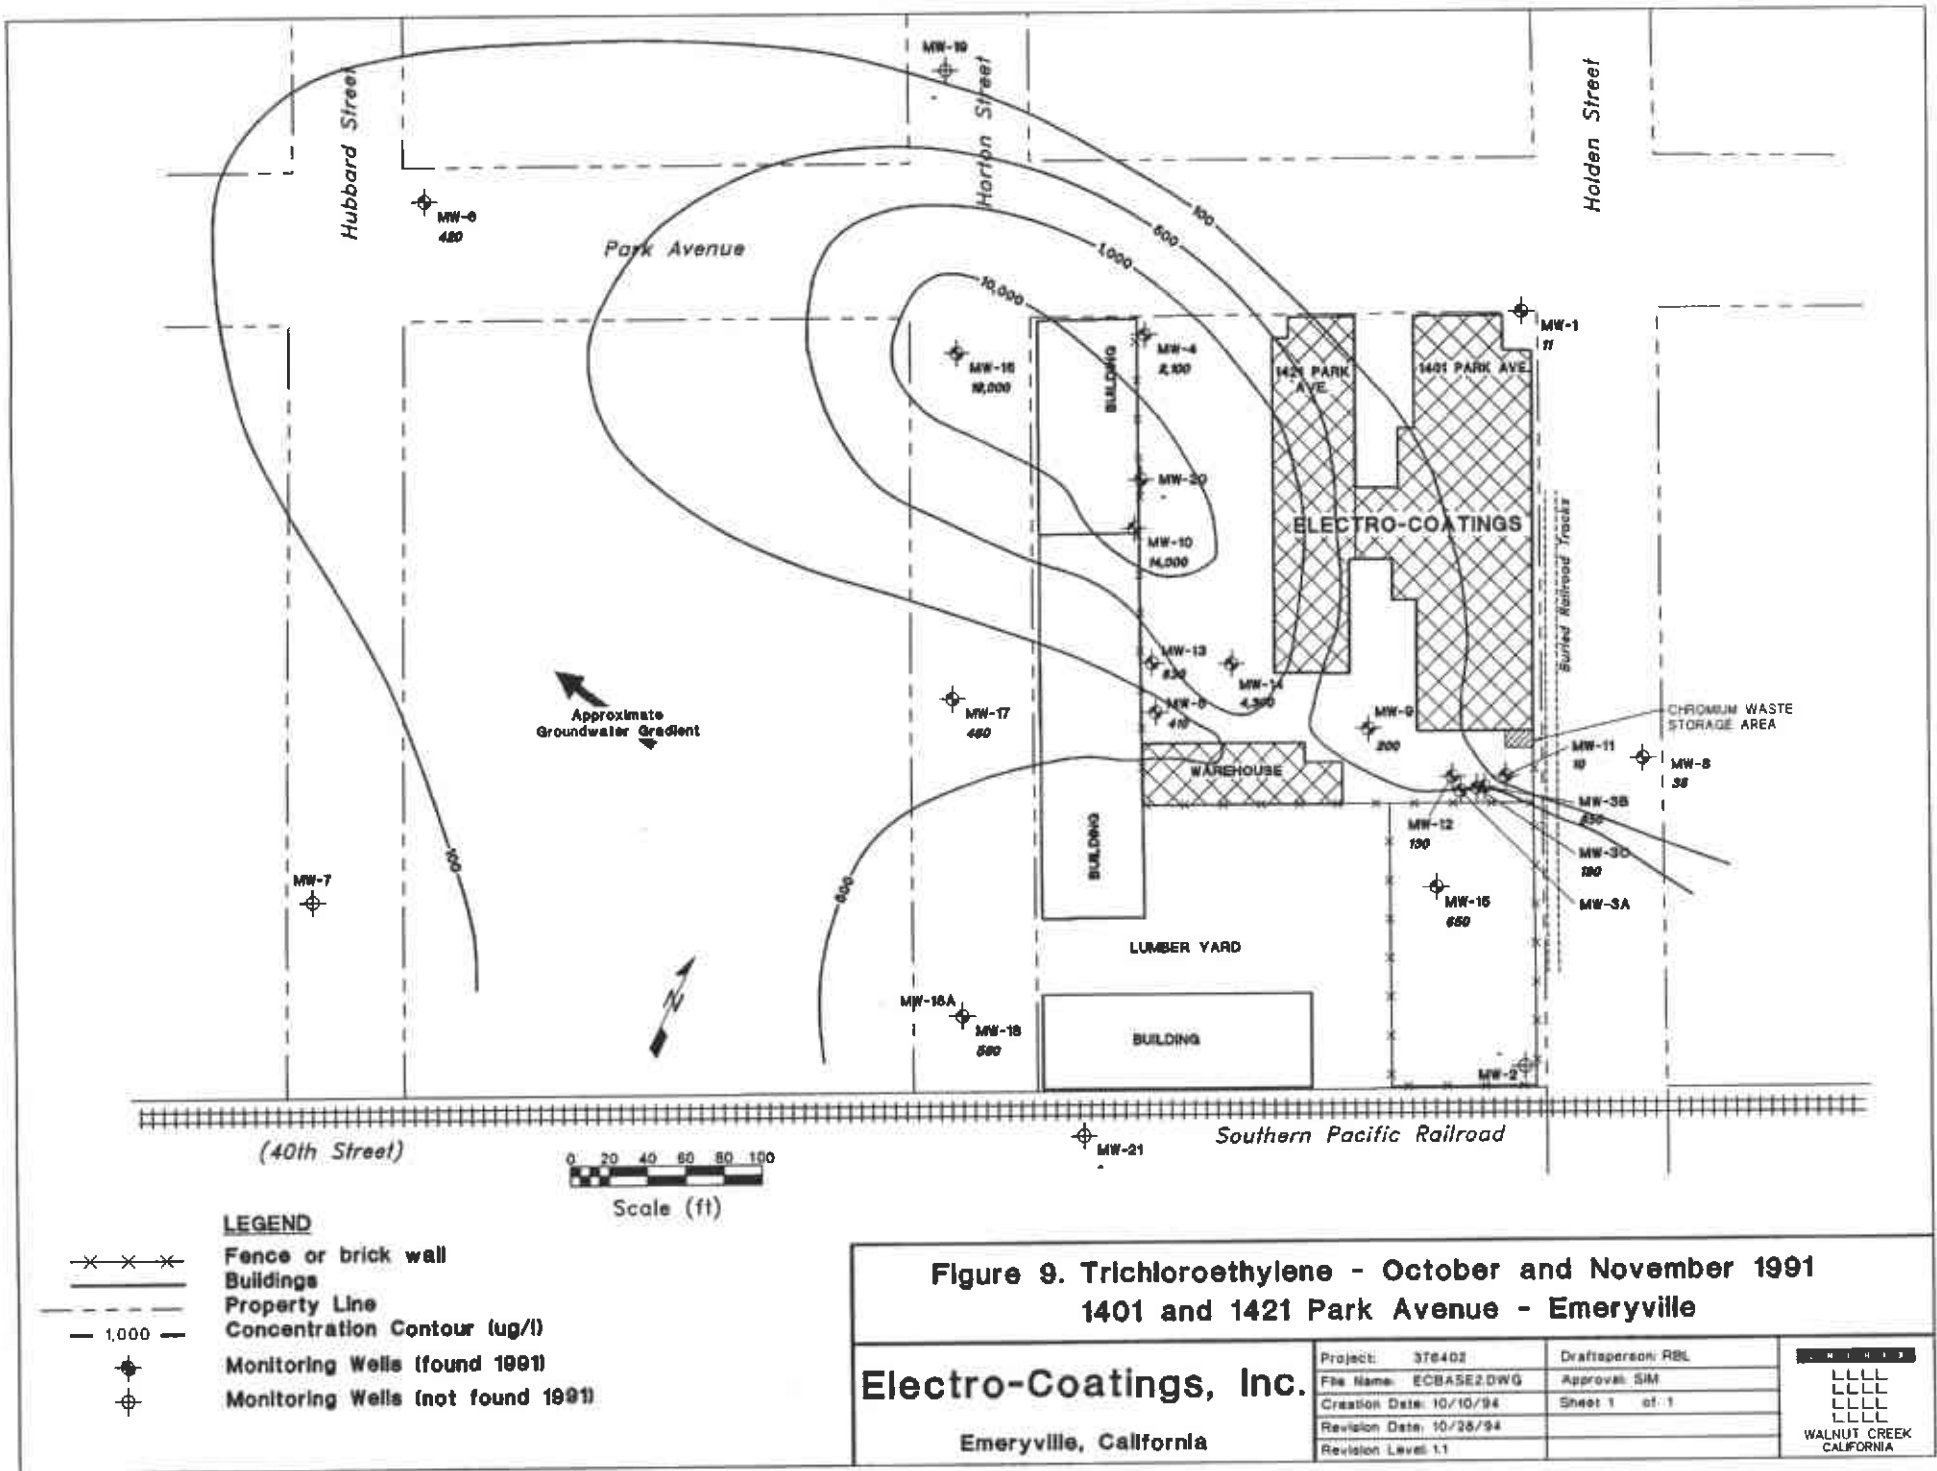 MW-19
Hubbard Street
Horton Street
Holden Street
MW-6
420
Park Avenue
100
500
1,000
10,000
MW-1
11
MW-4
2,100
MW-16
BUILDING
1421 PARK
AVE.
1401 PARK AVE.
MW-20
ELECTRO-COATINGS
MW-10
14,000
Buried Railroad Tracks
MW-13
830
MW-14
4,300
MW-17
460
410
Approximate
Groundwater Gradient
MW-9
200
CHROMIUM WASTE
STORAGE AREA
MW-11
10
MW-8
38
WAREHOUSE
MW-3B
850
MW-12
130
MW-3C
190
MW-3A
100
500
BUILDING
MW-7
MW-15
650
LUMBER YARD
N
MW-18A
MW-18
560
BUILDING
MW-2
(40th Street)
Southern Pacific Railroad
MW-21
0 20 40 60 80 100
Scale (ft)
LEGEND
Fence or brick wall
Buildings
Property Line
1,000 Concentration Contour (ug/l)
Monitoring Wells (found 1991)
Monitoring Wells (not found 1991)
Figure 9. Trichloroethylene - October and November 1991
1401 and 1421 Park Avenue - Emeryville
Electro-Coatings, Inc.
Emeryville, California
Project: 376402
File Name: ECBASE2.DWG
Creation Date: 10/10/94
Revision Date: 10/28/94
Revision Level: 1.1
Draftsperson: RBL
Approval: SIM
Sheet 1 of 1
WALNUT CREEK
CALIFORNIA